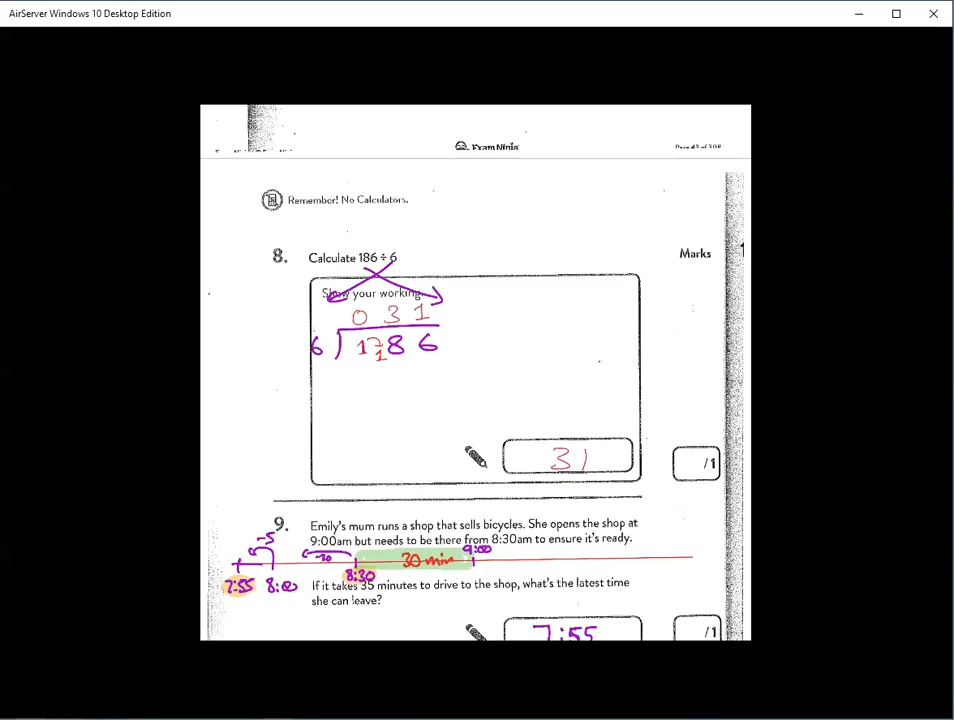 AirServer Windows 10 Desktop Edition
Exam Ninja
Remember! No Calculators.
8. Calculate 186 ÷ 6
Marks
Show your working.
0 3 1
6 1 1 8 6
31
/1
9. Emily's mum runs a shop that sells bicycles. She opens the shop at
9:00am but needs to be there from 8:30am to ensure it's ready.
9:00
30 min
8:30
7:55 8:00
If it takes 35 minutes to drive to the shop, what's the latest time
she can leave?
7:55
/1